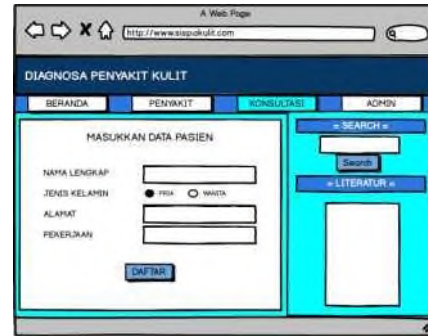 A Web Page
http://www.siapakulit.com
DIAGNOSA PENYAKIT KULIT
BERANDA PENYAKIT KONSULTASI ADMIN
MASUKKAN DATA PASIEN
NAMA LENGKAP
JENIS KELAMIN PRIA WANITA
ALAMAT
PEKERJAAN
DAFTAR
= SEARCH =
Search
= LITERATUR =